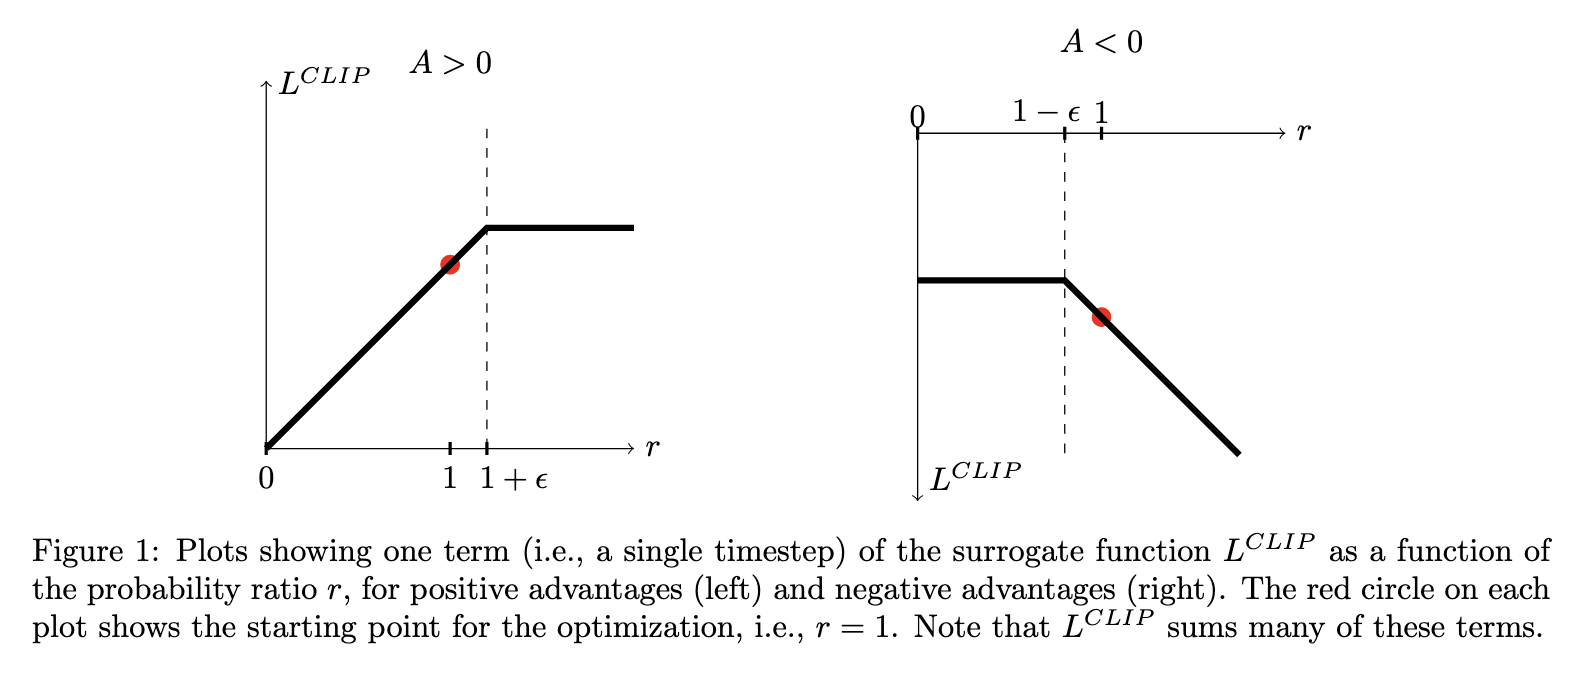 A > 0
L^{CLIP}
r
0
1
1 + ϵ
A < 0
0
1 − ϵ
1
r
L^{CLIP}
Figure 1: Plots showing one term (i.e., a single timestep) of the surrogate function L^{CLIP} as a function of
the probability ratio r, for positive advantages (left) and negative advantages (right). The red circle on each
plot shows the starting point for the optimization, i.e., r = 1. Note that L^{CLIP} sums many of these terms.